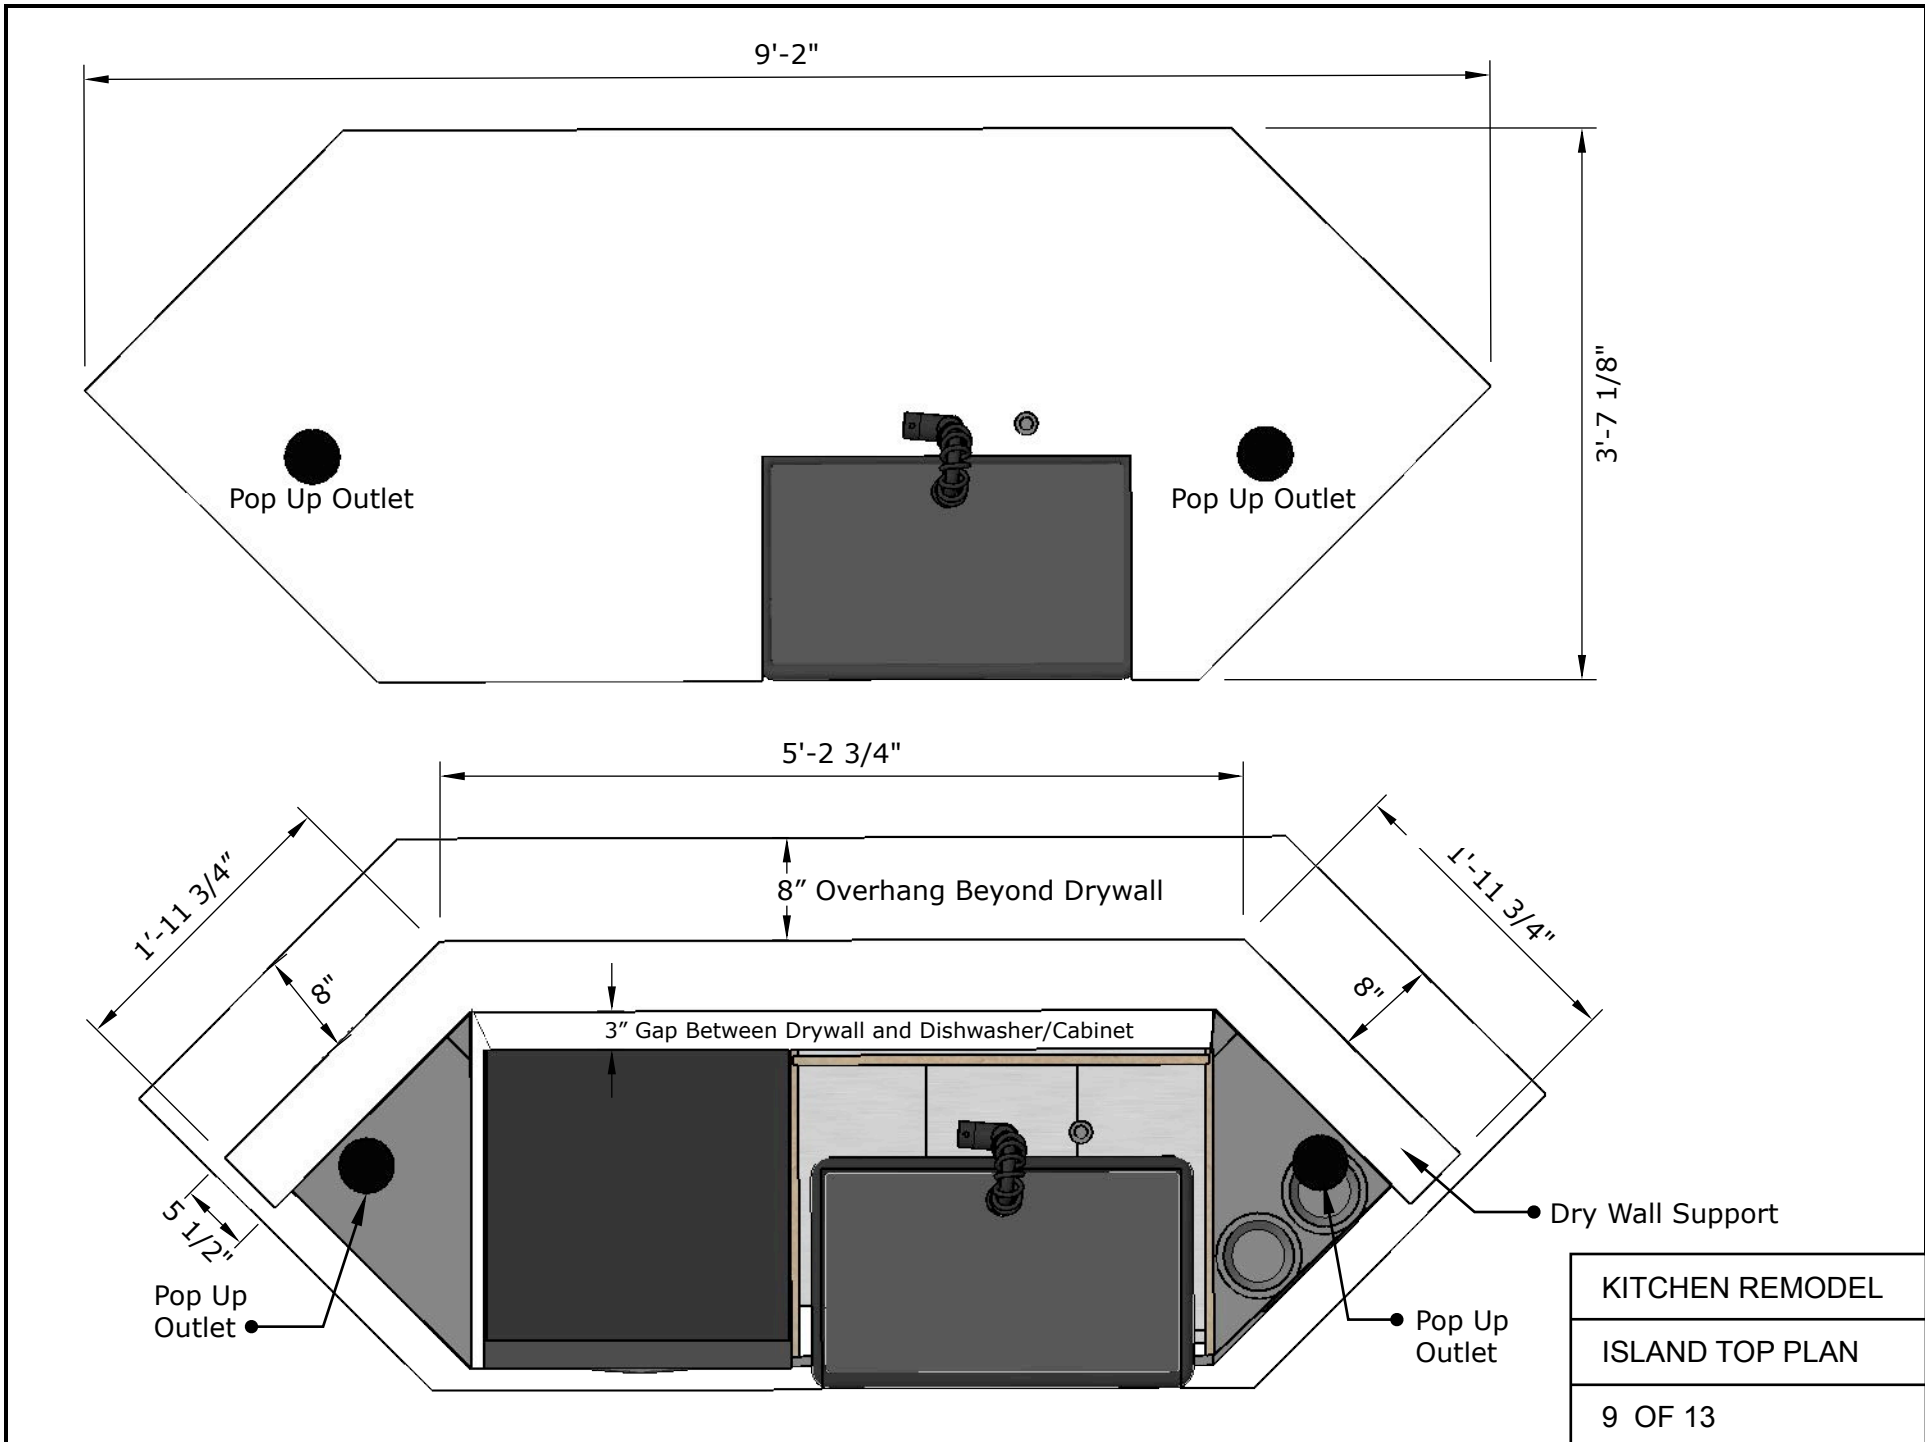 9'-2"
3'-7 1/8"
Pop Up Outlet
Pop Up Outlet
5'-2 3/4"
1'-11 3/4"
1'-11 3/4"
8" Overhang Beyond Drywall
8"
8"
3" Gap Between Drywall and Dishwasher/Cabinet
5 1/2"
Dry Wall Support
Pop Up
Outlet
Pop Up
Outlet
KITCHEN REMODEL
ISLAND TOP PLAN
9 OF 13